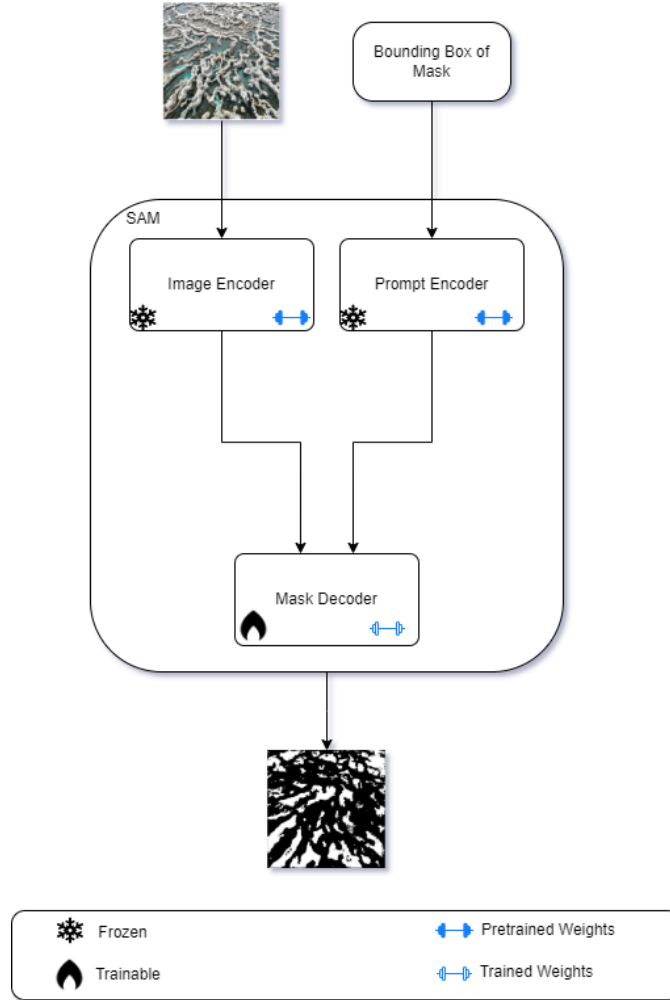 Bounding Box of
Mask
SAM
Image Encoder
Prompt Encoder
Mask Decoder
Frozen
Pretrained Weights
Trainable
Trained Weights